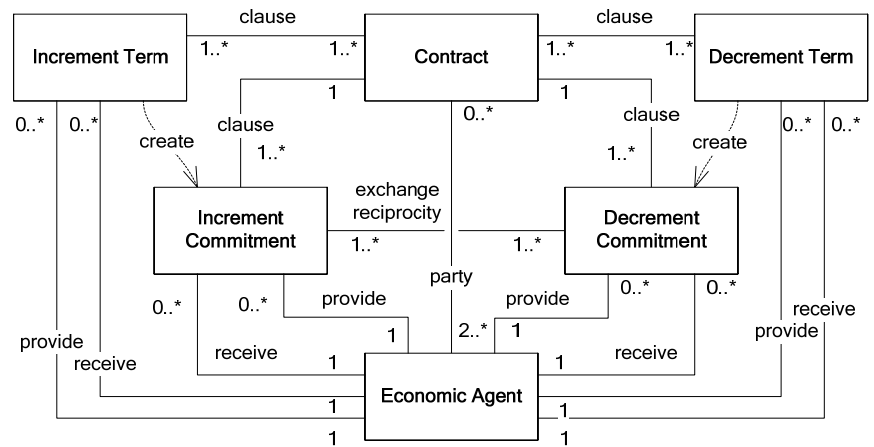 clause
clause
Increment Term
1..*
1..*
Contract
1..*
1..*
Decrement Term
0..*
0..*
1
0..*
1
0..*
0..*
create
clause
clause
create
1..*
1..*
Increment
Commitment
exchange
reciprocity
1..*
1..*
Decrement
Commitment
0..*
0..*
provide
party
provide
0..*
0..*
receive
provide
provide
receive
1
2..*
1
receive
1
1
receive
Economic Agent
1
1
1
1